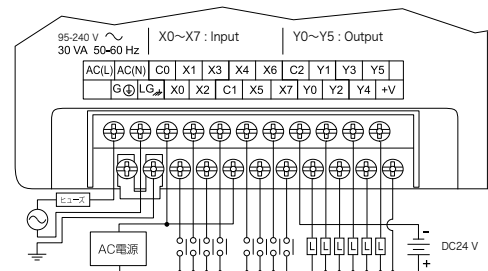 95-240 V
30 VA 50-60 Hz
X0～X7 : Input
Y0～Y5 : Output
AC(L) AC(N) C0 X1 X3 X4 X6 C2 Y1 Y3 Y5
G LG X0 X2 C1 X5 X7 Y0 Y2 Y4 +V
ヒューズ
AC電源
L L L L L L
-
DC24 V
+